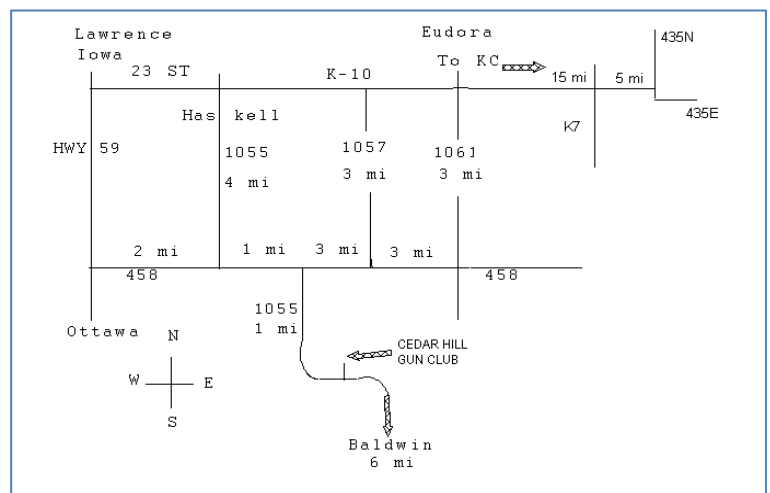 Lawrence
Iowa
Eudora
435N
23 ST
K-10
To KC
15 mi
5 mi
435E
Has kell
K7
HWY 59
1055
4 mi
1057
3 mi
1061
3 mi
2 mi
1 mi
3 mi
3 mi
458
458
1055
1 mi
Ottawa
N
W
E
S
CEDAR HILL
GUN CLUB
Baldwin
6 mi